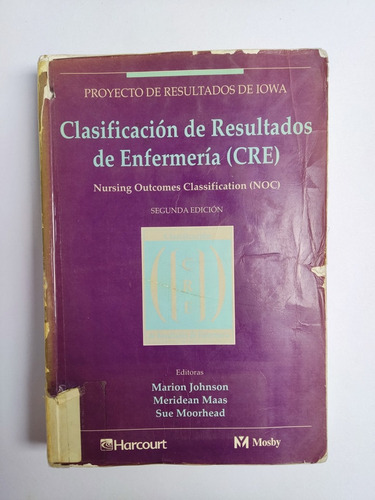 PROYECTO DE RESULTADOS DE IOWA
Clasificación de Resultados
de Enfermería (CRE)
Nursing Outcomes Classification (NOC)
SEGUNDA EDICIÓN
Editoras
Marion Johnson
Meridean Maas
Sue Moorhead
Harcourt
M Mosby